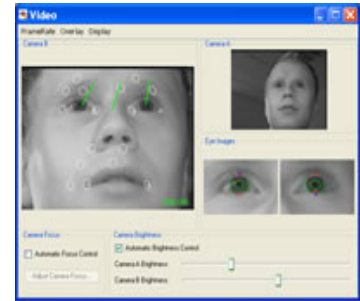 Video
FrameRate Overlay Display
Camera B
Camera A
Eye Images
Camera Focus
Automatic Focus Control
Adjust Camera Focus...
Camera Brightness
Automatic Brightness Control
Camera A Brightness:
Camera B Brightness: